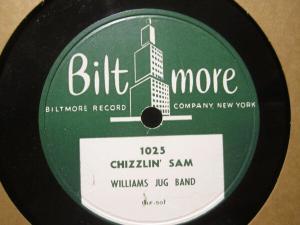 Biltmore
BILTMORE RECORD COMPANY, NEW YORK
1025
CHIZZLIN' SAM
WILLIAMS JUG BAND